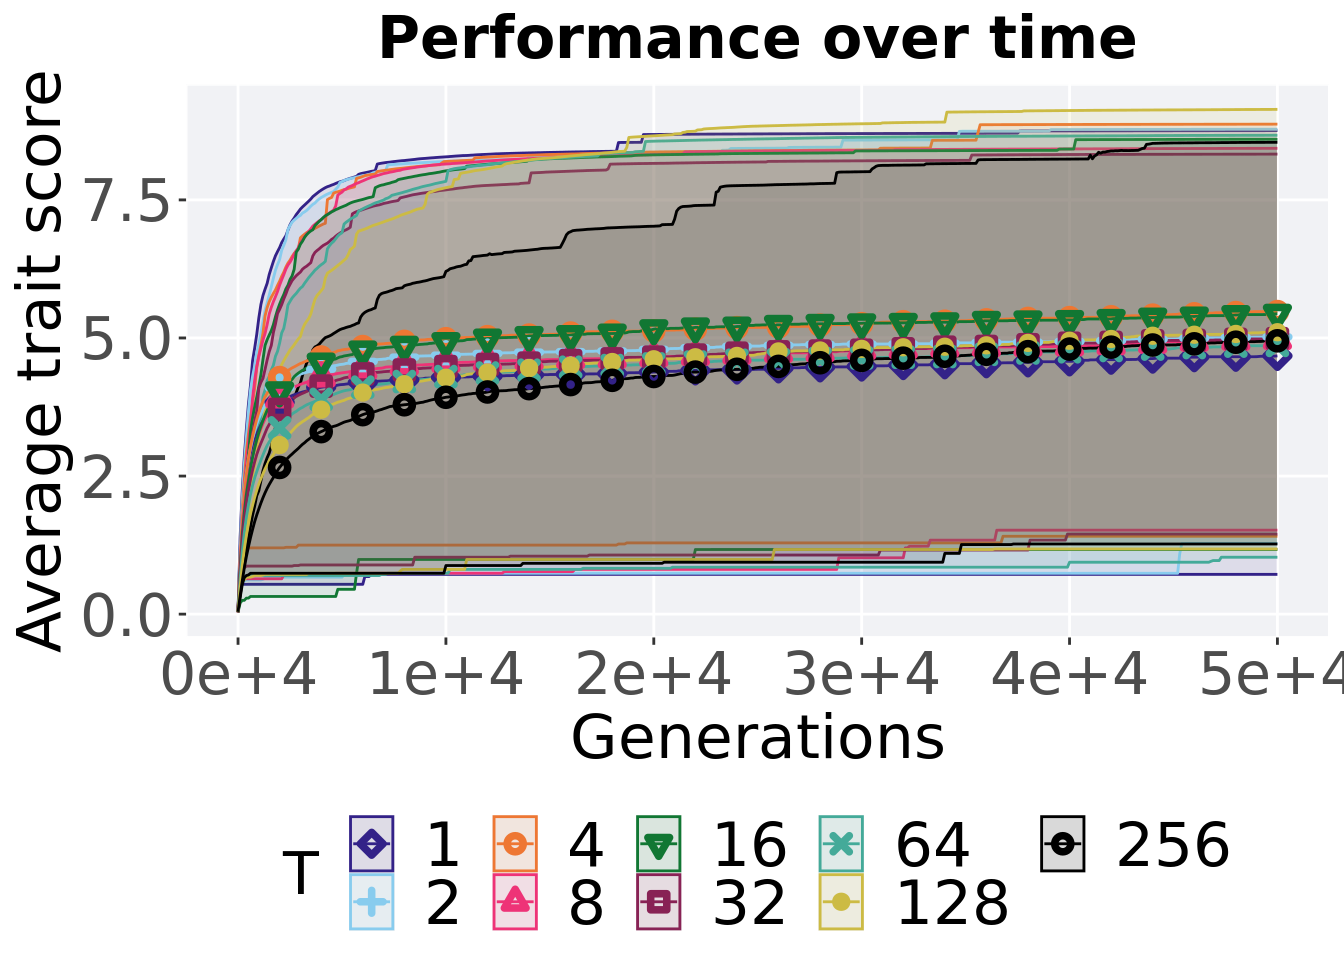 Performance over time
Average trait score
7.5
5.0
2.5
0.0
0e+4 1e+4 2e+4 3e+4 4e+4 5e+4
Generations
T
1 4 16 64 256
2 8 32 128